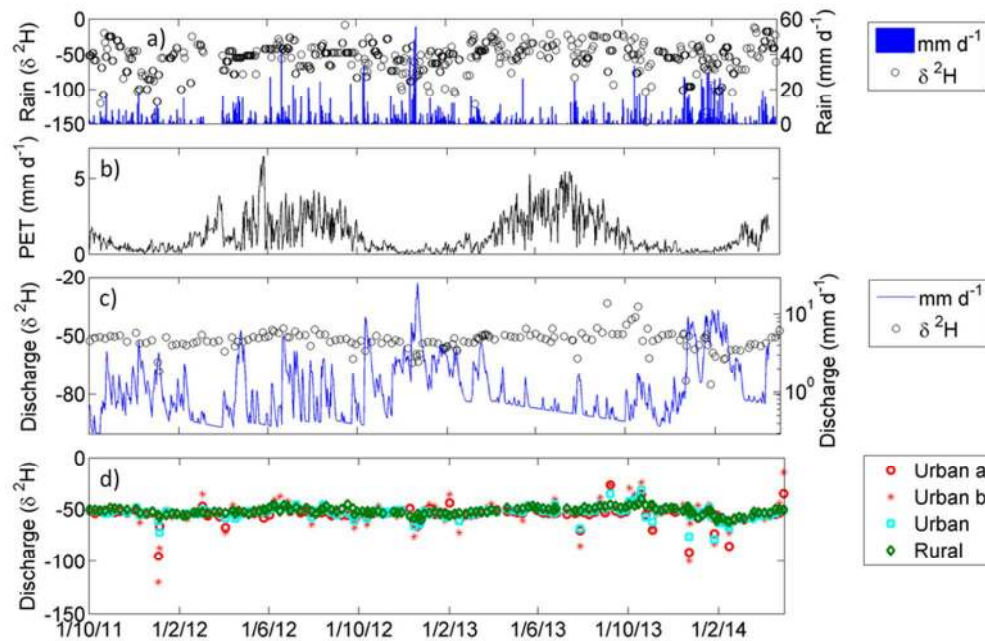 a)
Rain (δ ²H)
0
-50
-100
-150
60
40
20
0
Rain (mm d⁻¹)
mm d⁻¹
δ ²H
b)
PET (mm d⁻¹)
5
0
c)
Discharge (δ ²H)
-20
-50
-80
10¹
10⁰
Discharge (mm d⁻¹)
mm d⁻¹
δ ²H
d)
Discharge (δ ²H)
0
-50
-100
-150
1/10/11 1/2/12 1/6/12 1/10/12 1/2/13 1/6/13 1/10/13 1/2/14
Urban a
Urban b
Urban
Rural